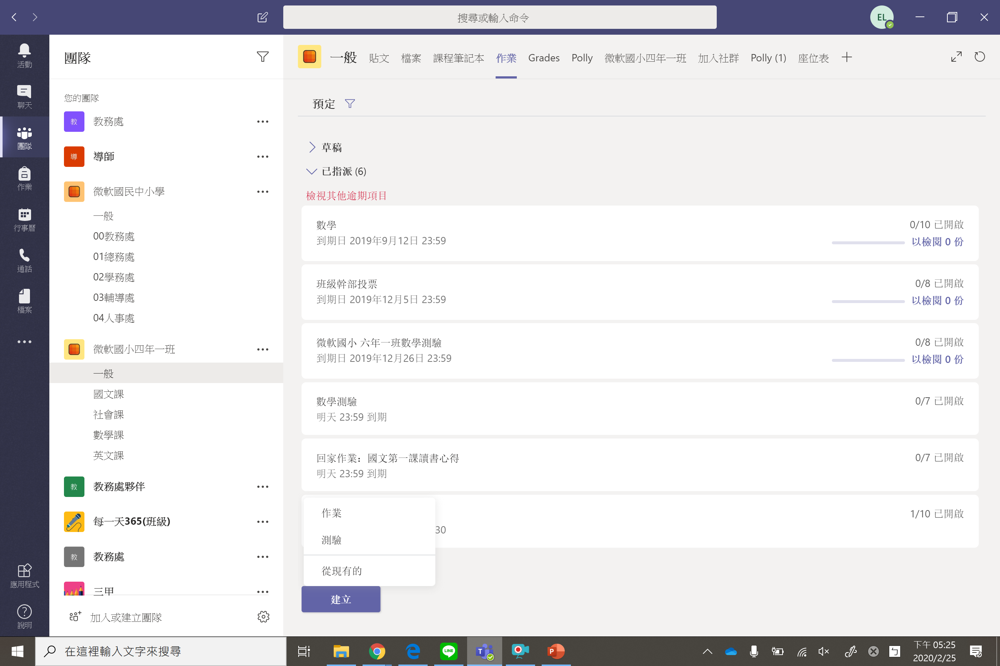 搜尋或輸入命令
EL
活動
聊天
團隊
作業
行事曆
通話
檔案
應用程式
說明
團隊
您的團隊
教 教務處
導 導師
微軟國民中小學
一般
00教務處
01總務處
02學務處
03輔導處
04人事處
微軟國小四年一班
一般
國文課
社會課
數學課
英文課
教 教務處夥伴
每一天365(班級)
教 教務處
三甲
加入或建立團隊
一般 貼文 檔案 課程筆記本 作業 Grades Polly 微軟國小四年一班 加入社群 Polly (1) 座位表
預定
草稿
已指派 (6)
檢視其他逾期項目
數學
到期日 2019年9月12日 23:59
0/10 已開啟
以檢閱 0 份
班級幹部投票
到期日 2019年12月5日 23:59
0/8 已開啟
以檢閱 0 份
微軟國小 六年一班數學測驗
到期日 2019年12月26日 23:59
0/8 已開啟
以檢閱 0 份
數學測驗
明天 23:59 到期
0/7 已開啟
回家作業：國文第一課讀書心得
明天 23:59 到期
0/7 已開啟
30
1/10 已開啟
作業
測驗
從現有的
建立
在這裡輸入文字來搜尋
LINE
T
P
ㄅ
下午 05:25
2020/2/25